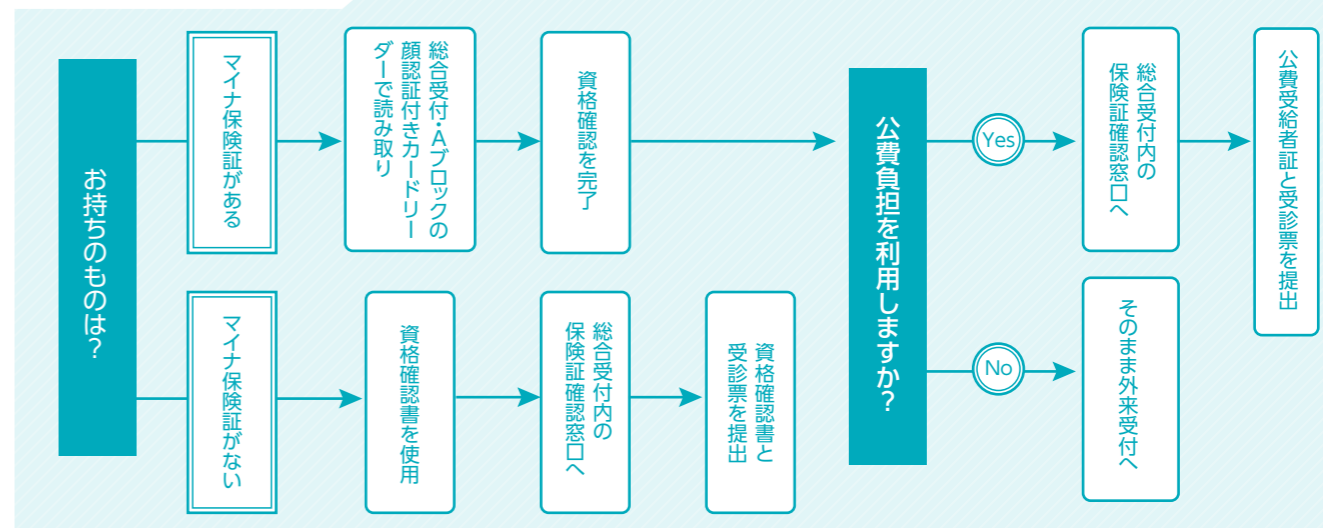 お持ちのものは？
マイナ保険証がある
総合受付・Aブロックの
顔認証付きカードリー
ダーで読み取り
資格確認を完了
マイナ保険証がない
資格確認書を使用
総合受付内の
保険証確認窓口へ
資格確認書と
受診票を提出
公費負担を利用しますか？
Yes
総合受付内の
保険証確認窓口へ
公費受給者証と受診票を提出
No
そのまま外来受付へ